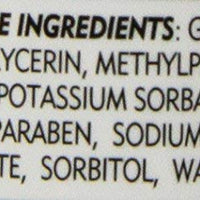 E INGREDIENTS: G
YCERIN, METHYLP
POTASSIUM SORBA
PARABEN, SODIUM
TE, SORBITOL, WA